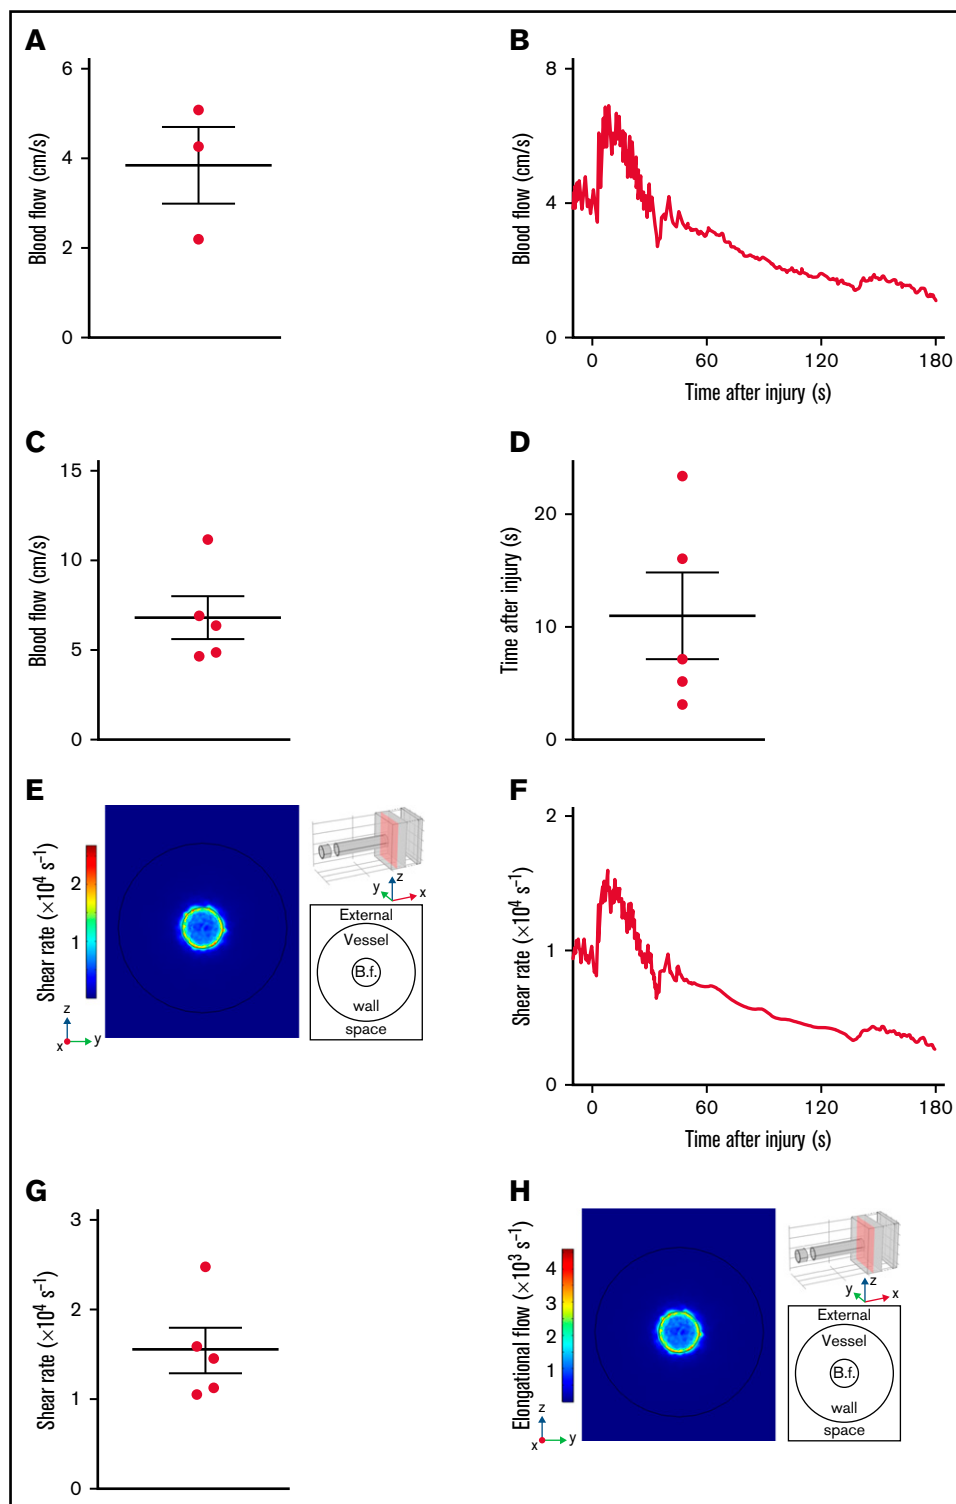 A
Blood flow (cm/s)
6
4
2
0
B
Blood flow (cm/s)
8
4
0
0 60 120 180
Time after injury (s)
C
Blood flow (cm/s)
15
10
5
0
D
Time after injury (s)
20
10
0
E
Shear rate (×10⁴ s⁻¹)
2
1
z
x y
z
y x
External
Vessel
B.f.
wall
space
F
Shear rate (×10⁴ s⁻¹)
2
1
0
0 60 120 180
Time after injury (s)
G
Shear rate (×10⁴ s⁻¹)
3
2
1
0
H
Elongational flow (×10³ s⁻¹)
4
3
2
1
z
x y
z
y x
External
Vessel
B.f.
wall
space